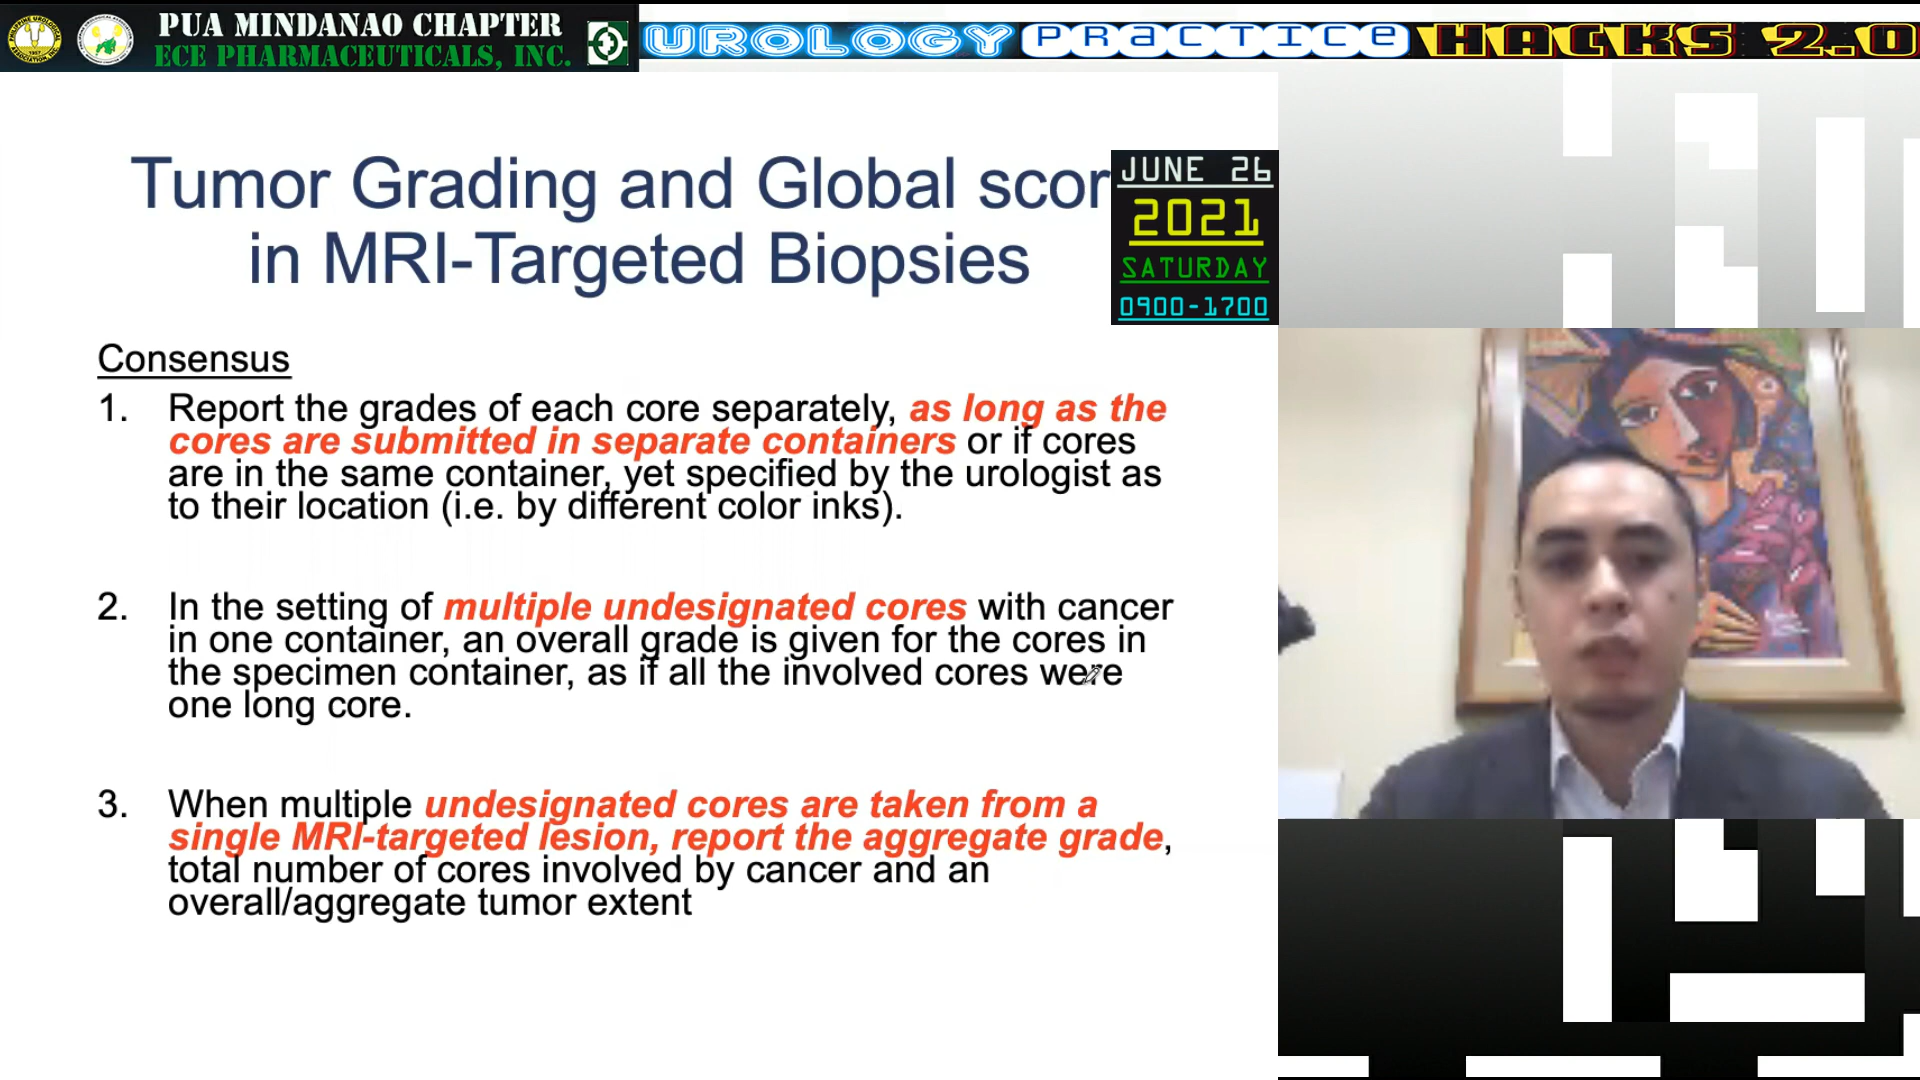 PUA MINDANAO CHAPTER
ECE PHARMACEUTICALS, INC.
UROLOGY PRACTICE HACKS 2.0
Tumor Grading and Global scor
in MRI-Targeted Biopsies
JUNE 26
2021
SATURDAY
0900-1700
Consensus
1. Report the grades of each core separately, as long as the
cores are submitted in separate containers or if cores
are in the same container, yet specified by the urologist as
to their location (i.e. by different color inks).
2. In the setting of multiple undesignated cores with cancer
in one container, an overall grade is given for the cores in
the specimen container, as if all the involved cores were
one long core.
3. When multiple undesignated cores are taken from a
single MRI-targeted lesion, report the aggregate grade,
total number of cores involved by cancer and an
overall/aggregate tumor extent